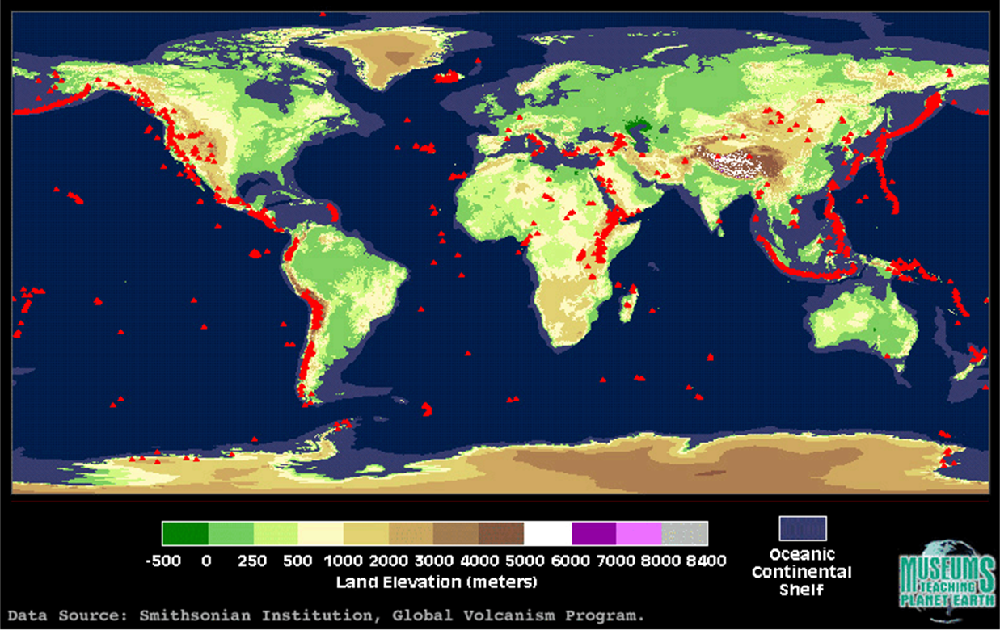 -500 0 250 500 1000 2000 3000 4000 5000 6000 7000 8000 8400
Land Elevation (meters)
Oceanic
Continental
Shelf
MUSEUMS
TEACHING
PLANET EARTH
Data Source: Smithsonian Institution, Global Volcanism Program.